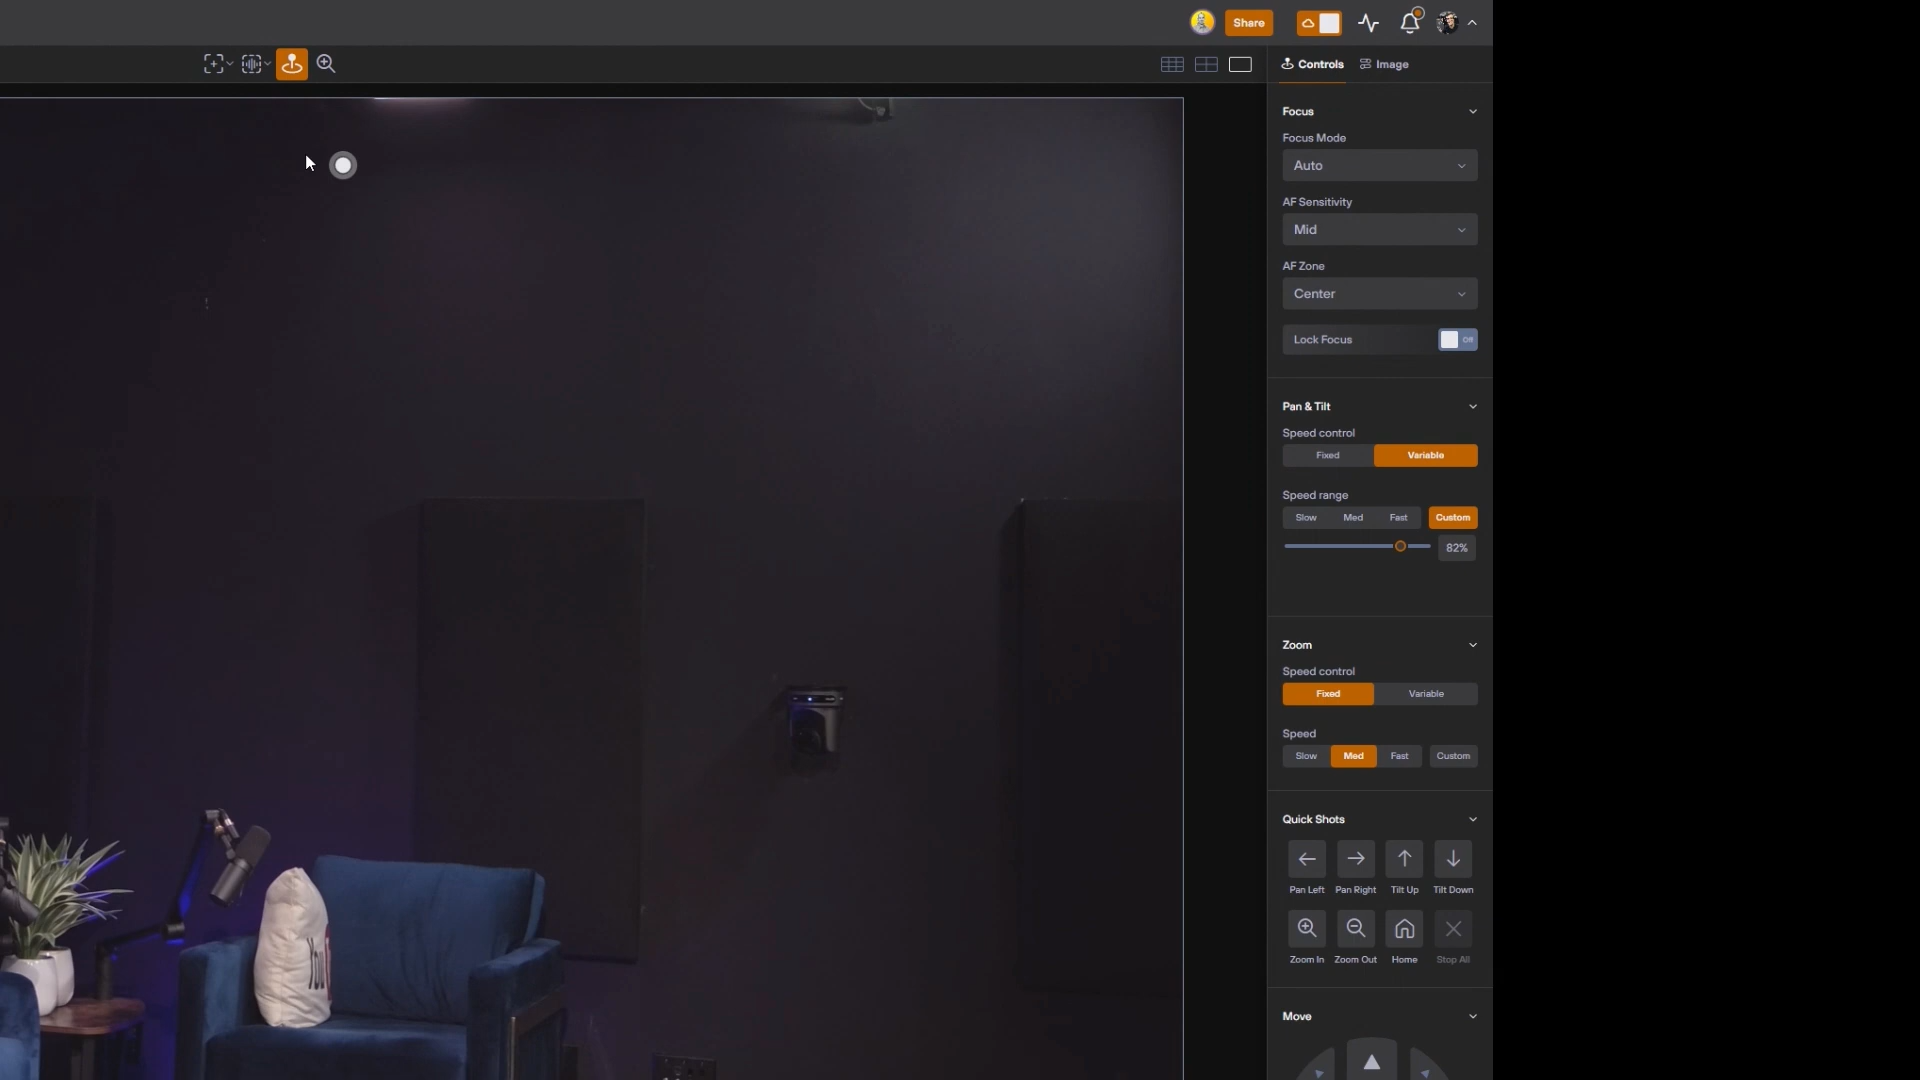 Share
Controls
Image
Focus
Focus Mode
Auto
AF Sensitivity
Mid
AF Zone
Center
Lock Focus
Off
Pan & Tilt
Speed control
Fixed Variable
Speed range
Slow Med Fast Custom
82%
Zoom
Speed control
Fixed Variable
Speed
Slow Med Fast Custom
Quick Shots
Pan Left Pan Right Tilt Up Tilt Down
Zoom In Zoom Out Home Stop All
Move